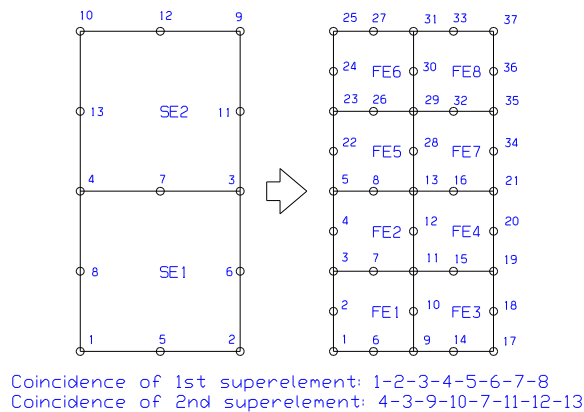 10 12 9 25 27 31 33 37
24 FE6 30 FE8 36
13 SE2 11 23 26 29 32 35
22 FE5 28 FE7 34
4 7 3 5 8 13 16 21
4 FE2 12 FE4 20
8 SE1 6 3 7 11 15 19
2 FE1 10 FE3 18
1 5 2 1 6 9 14 17
Coincidence of 1st superelement: 1-2-3-4-5-6-7-8
Coincidence of 2nd superelement: 4-3-9-10-7-11-12-13